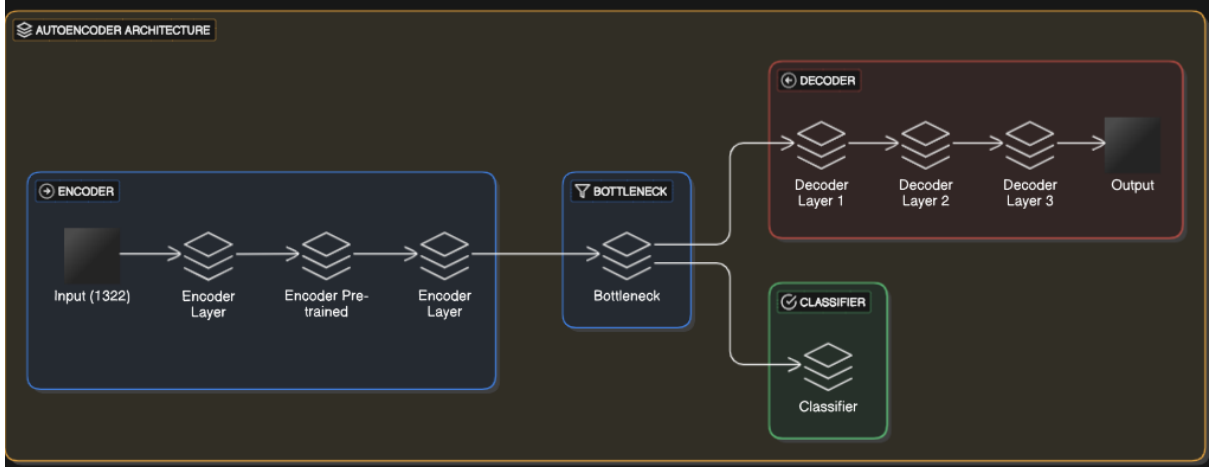 AUTOENCODER ARCHITECTURE
ENCODER
Input (1322)
Encoder
Layer
Encoder Pre-
trained
Encoder
Layer
BOTTLENECK
Bottleneck
DECODER
Decoder
Layer 1
Decoder
Layer 2
Decoder
Layer 3
Output
CLASSIFIER
Classifier